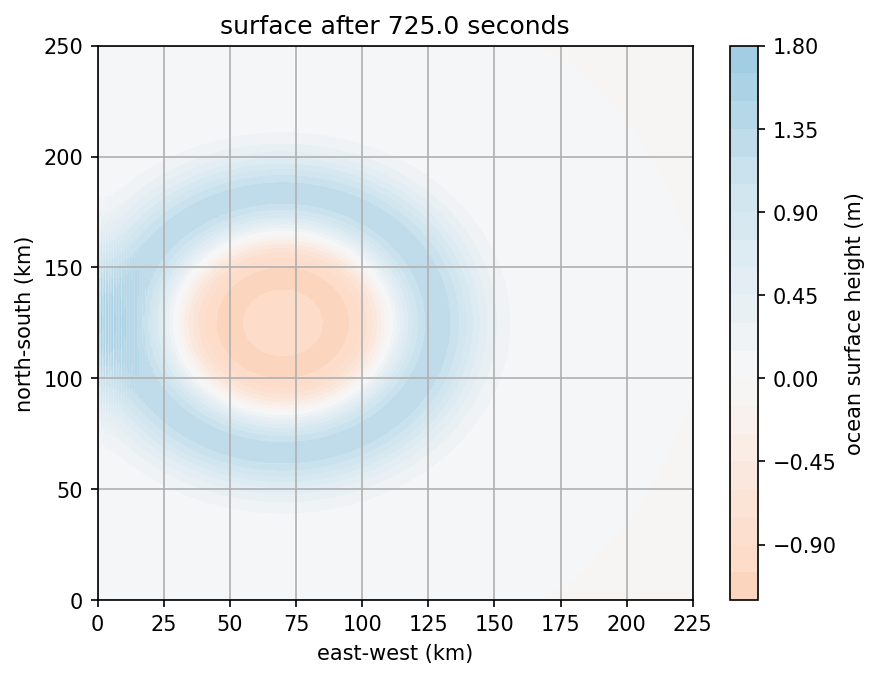 surface after 725.0 seconds
250
200
150
100
50
0
north-south (km)
0 25 50 75 100 125 150 175 200 225
east-west (km)
1.80
1.35
0.90
0.45
0.00
−0.45
−0.90
ocean surface height (m)